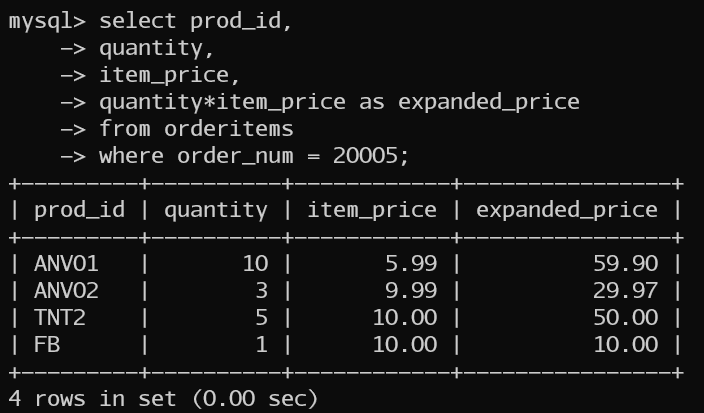 mysql> select prod_id,
    -> quantity,
    -> item_price,
    -> quantity*item_price as expanded_price
    -> from orderitems
    -> where order_num = 20005;
+---------+----------+------------+----------------+
| prod_id | quantity | item_price | expanded_price |
+---------+----------+------------+----------------+
| ANV01   |       10 |       5.99 |          59.90 |
| ANV02   |        3 |       9.99 |          29.97 |
| TNT2    |        5 |      10.00 |          50.00 |
| FB      |        1 |      10.00 |          10.00 |
+---------+----------+------------+----------------+
4 rows in set (0.00 sec)